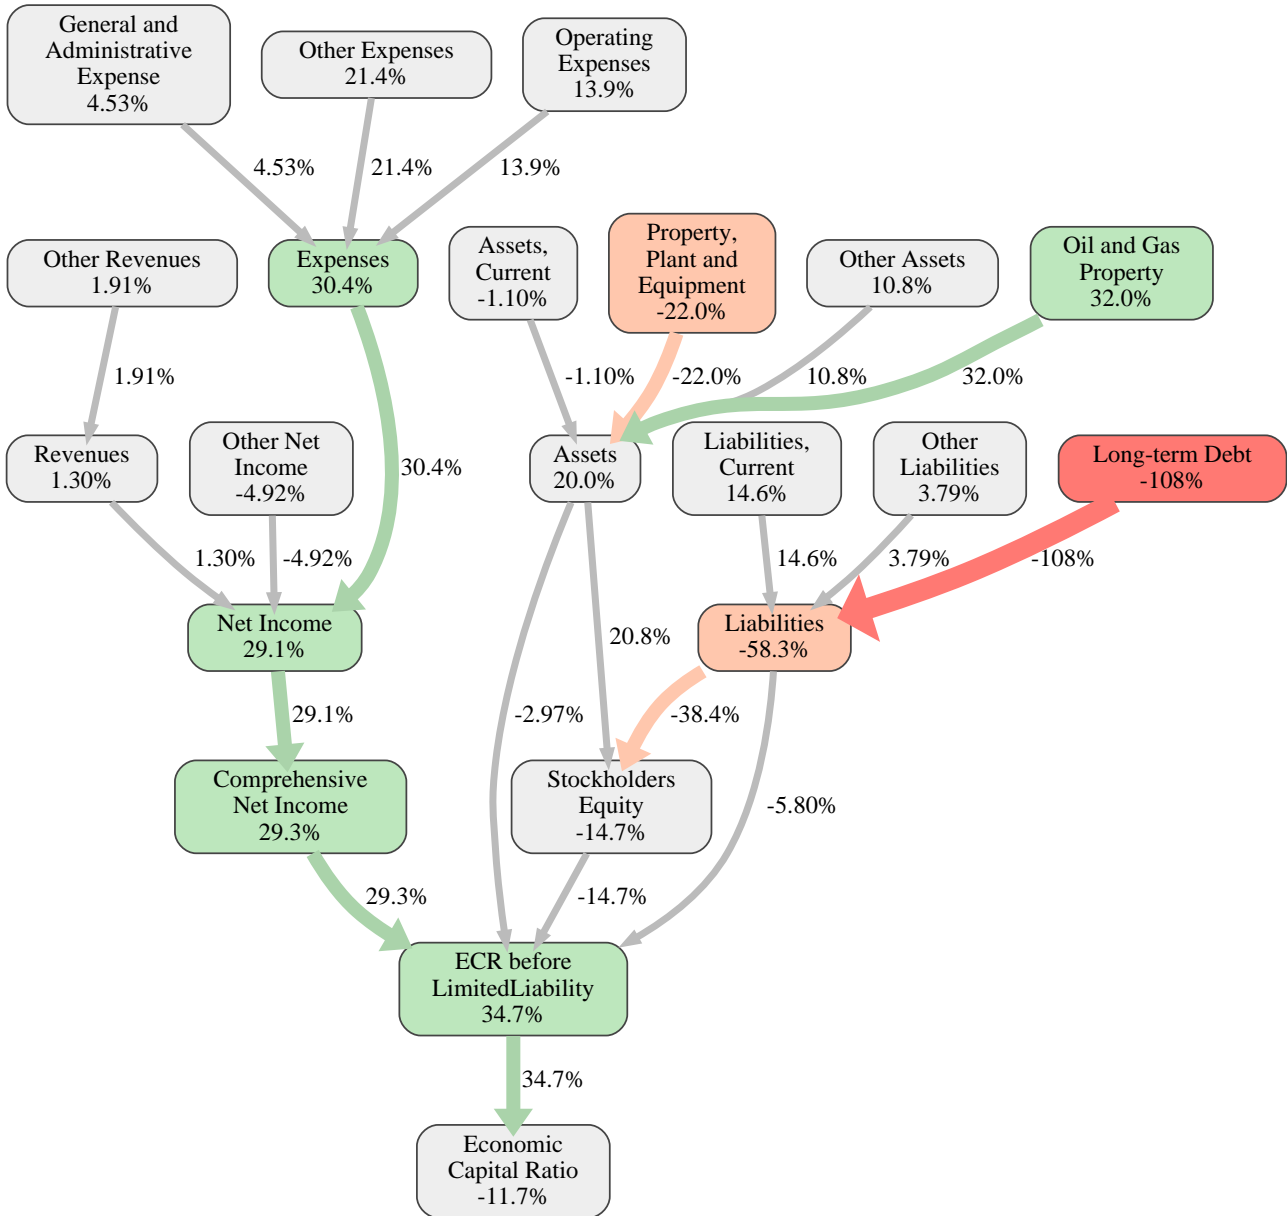 General and
Administrative
Expense
4.53%
Other Expenses
21.4%
Operating
Expenses
13.9%
4.53%
21.4%
13.9%
Other Revenues
1.91%
Expenses
30.4%
Assets,
Current
-1.10%
Property,
Plant and
Equipment
-22.0%
Other Assets
10.8%
Oil and Gas
Property
32.0%
1.91%
-1.10%
-22.0%
10.8%
32.0%
Revenues
1.30%
Other Net
Income
-4.92%
30.4%
Assets
20.0%
Liabilities,
Current
14.6%
Other
Liabilities
3.79%
Long-term Debt
-108%
1.30%
-4.92%
14.6%
3.79%
-108%
Net Income
29.1%
20.8%
Liabilities
-58.3%
29.1%
-2.97%
-38.4%
Comprehensive
Net Income
29.3%
Stockholders
Equity
-14.7%
-5.80%
29.3%
-14.7%
ECR before
LimitedLiability
34.7%
34.7%
Economic
Capital Ratio
-11.7%